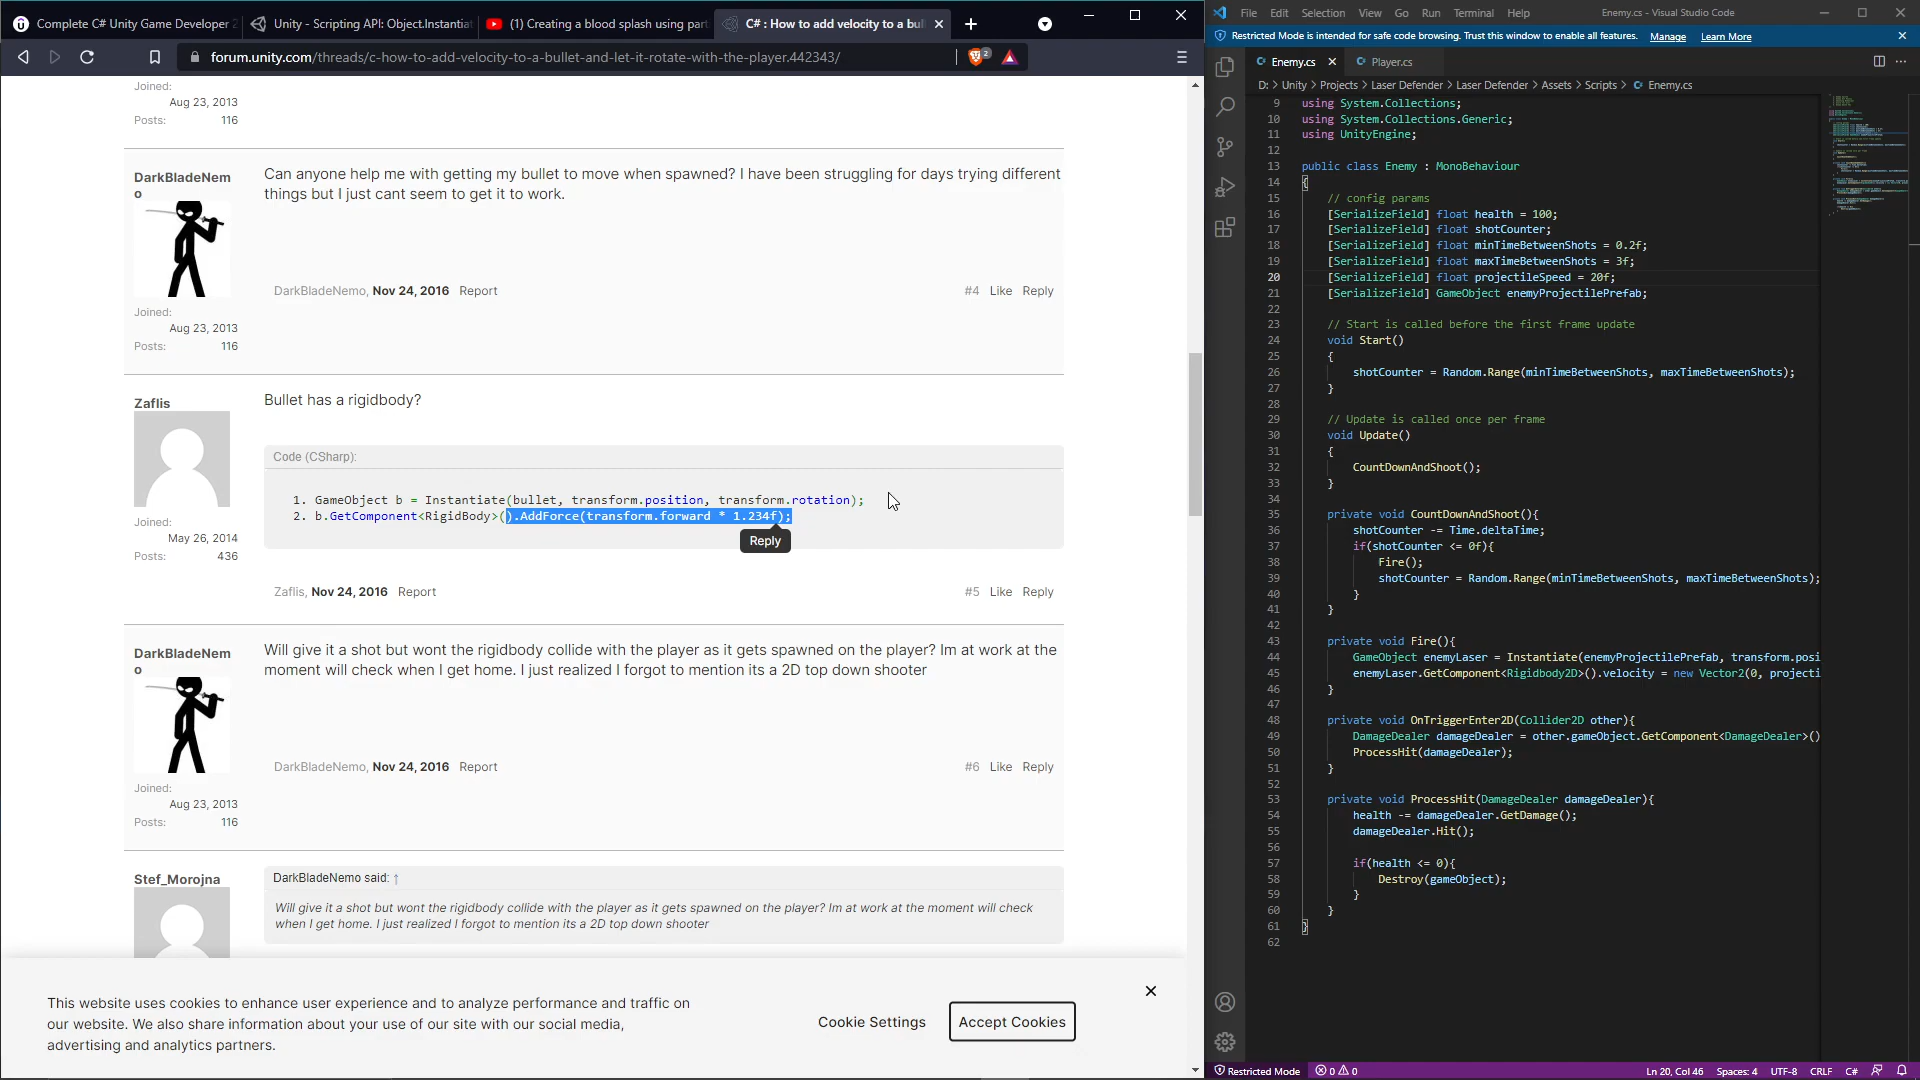 Complete C# Unity Game Developer 2
Unity - Scripting API: Object.Instantia
(1) Creating a blood splash using part
C# : How to add velocity to a bu
forum.unity.com/threads/c-how-to-add-velocity-to-a-bullet-and-let-it-rotate-with-the-player.442343/
2
Joined:
Aug 23, 2013
Posts: 116
DarkBladeNem
o
Can anyone help me with getting my bullet to move when spawned? I have been struggling for days trying different
things but I just cant seem to get it to work.
DarkBladeNemo, Nov 24, 2016 Report
#4 Like Reply
Joined:
Aug 23, 2013
Posts: 116
Zaflis
Bullet has a rigidbody?
Code (CSharp):
1. GameObject b = Instantiate(bullet, transform.position, transform.rotation);
2. b.GetComponent<RigidBody>().AddForce(transform.forward * 1.234f);
Reply
Joined:
May 26, 2014
Posts: 436
Zaflis, Nov 24, 2016 Report
#5 Like Reply
DarkBladeNem
o
Will give it a shot but wont the rigidbody collide with the player as it gets spawned on the player? Im at work at the
moment will check when I get home. I just realized I forgot to mention its a 2D top down shooter
DarkBladeNemo, Nov 24, 2016 Report
#6 Like Reply
Joined:
Aug 23, 2013
Posts: 116
Stef_Morojna
DarkBladeNemo said: ↑
Will give it a shot but wont the rigidbody collide with the player as it gets spawned on the player? Im at work at the moment will check
when I get home. I just realized I forgot to mention its a 2D top down shooter
This website uses cookies to enhance user experience and to analyze performance and traffic on
our website. We also share information about your use of our site with our social media,
advertising and analytics partners.
Cookie Settings
Accept Cookies
File Edit Selection View Go Run Terminal Help
Enemy.cs - Visual Studio Code
Restricted Mode is intended for safe code browsing. Trust this window to enable all features. Manage Learn More
Enemy.cs
Player.cs
D: > Unity > Projects > Laser Defender > Laser Defender > Assets > Scripts > Enemy.cs
9 using System.Collections;
10 using System.Collections.Generic;
11 using UnityEngine;
12
13 public class Enemy : MonoBehaviour
14 {
15 // config params
16 [SerializeField] float health = 100;
17 [SerializeField] float shotCounter;
18 [SerializeField] float minTimeBetweenShots = 0.2f;
19 [SerializeField] float maxTimeBetweenShots = 3f;
20 [SerializeField] float projectileSpeed = 20f;
21 [SerializeField] GameObject enemyProjectilePrefab;
22
23 // Start is called before the first frame update
24 void Start()
25 {
26 shotCounter = Random.Range(minTimeBetweenShots, maxTimeBetweenShots);
27 }
28
29 // Update is called once per frame
30 void Update()
31 {
32 CountDownAndShoot();
33 }
34
35 private void CountDownAndShoot(){
36 shotCounter -= Time.deltaTime;
37 if(shotCounter <= 0f){
38 Fire();
39 shotCounter = Random.Range(minTimeBetweenShots, maxTimeBetweenShots);
40 }
41 }
42
43 private void Fire(){
44 GameObject enemyLaser = Instantiate(enemyProjectilePrefab, transform.posi
45 enemyLaser.GetComponent<Rigidbody2D>().velocity = new Vector2(0, projecti
46 }
47
48 private void OnTriggerEnter2D(Collider2D other){
49 DamageDealer damageDealer = other.gameObject.GetComponent<DamageDealer>()
50 ProcessHit(damageDealer);
51 }
52
53 private void ProcessHit(DamageDealer damageDealer){
54 health -= damageDealer.GetDamage();
55 damageDealer.Hit();
56
57 if(health <= 0){
58 Destroy(gameObject);
59 }
60 }
61 }
62
Restricted Mode 0 0
Ln 20, Col 46 Spaces: 4 UTF-8 CRLF C#